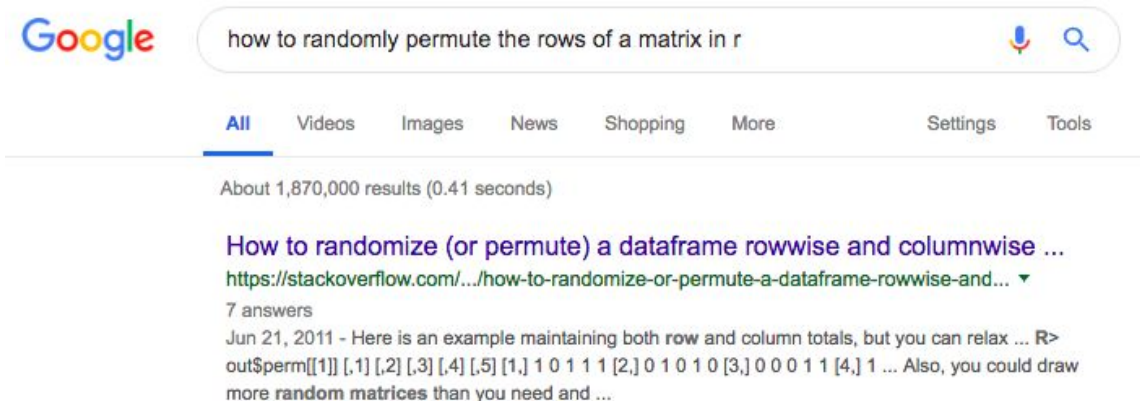 Google how to randomly permute the rows of a matrix in r
All Videos Images News Shopping More Settings Tools
About 1,870,000 results (0.41 seconds)
How to randomize (or permute) a dataframe rowwise and columnwise ...
https://stackoverflow.com/.../how-to-randomize-or-permute-a-dataframe-rowwise-and... ▼
7 answers
Jun 21, 2011 - Here is an example maintaining both row and column totals, but you can relax ... R>
out$perm[[1]] [,1] [,2] [,3] [,4] [,5] [1,] 1 0 1 1 1 [2,] 0 1 0 1 0 [3,] 0 0 0 1 1 [4,] 1 ... Also, you could draw
more random matrices than you need and ...